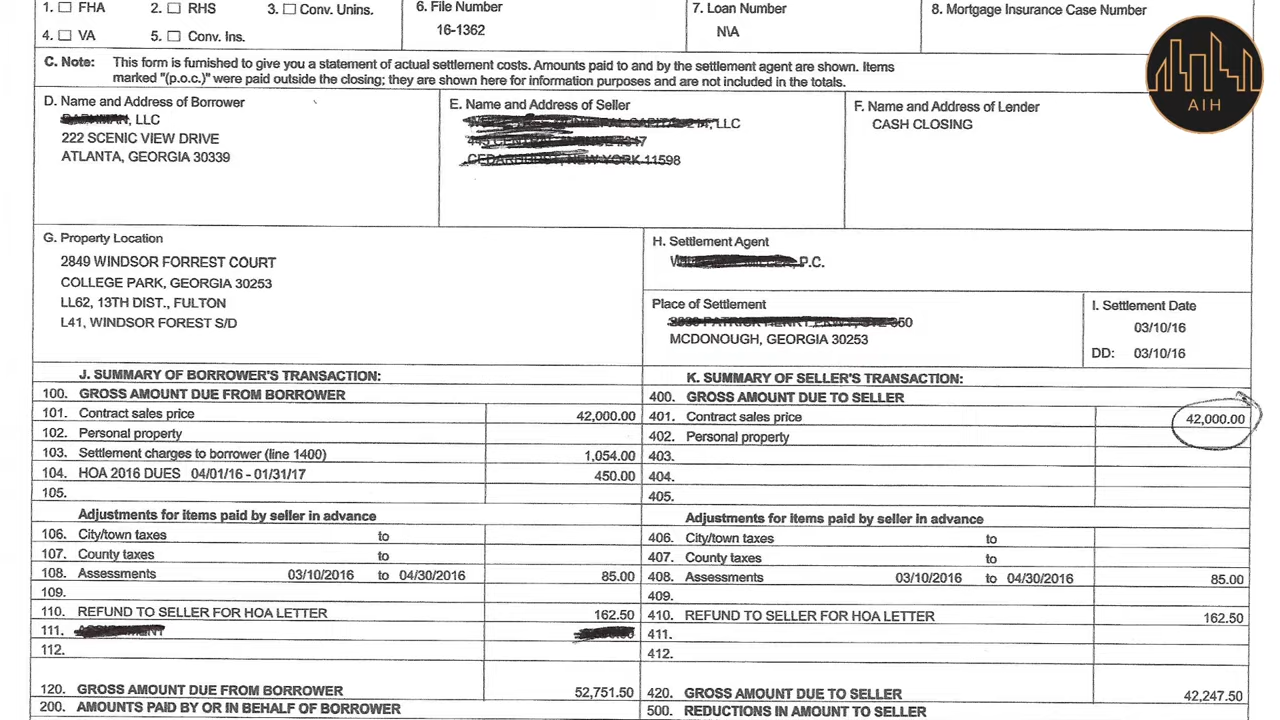 1. FHA 2. RHS 3. Conv. Unins.
4. VA 5. Conv. Ins.
6. File Number
16-1362
7. Loan Number
N\A
8. Mortgage Insurance Case Number
AIH
C. Note: This form is furnished to give you a statement of actual settlement costs. Amounts paid to and by the settlement agent are shown. Items
marked "(p.o.c.)" were paid outside the closing; they are shown here for information purposes and are not included in the totals.
D. Name and Address of Borrower
, LLC
222 SCENIC VIEW DRIVE
ATLANTA, GEORGIA 30339
E. Name and Address of Seller
, LLC
CEDARHURST, NEW YORK 11598
F. Name and Address of Lender
CASH CLOSING
G. Property Location
2849 WINDSOR FORREST COURT
COLLEGE PARK, GEORGIA 30253
LL62, 13TH DIST., FULTON
L41, WINDSOR FOREST S/D
H. Settlement Agent
P.C.
Place of Settlement
MCDONOUGH, GEORGIA 30253
I. Settlement Date
03/10/16
DD: 03/10/16
J. SUMMARY OF BORROWER'S TRANSACTION:
100. GROSS AMOUNT DUE FROM BORROWER
101. Contract sales price 42,000.00
102. Personal property
103. Settlement charges to borrower (line 1400) 1,054.00
104. HOA 2016 DUES 04/01/16 - 01/31/17 450.00
105.
Adjustments for items paid by seller in advance
106. City/town taxes to
107. County taxes to
108. Assessments 03/10/2016 to 04/30/2016 85.00
109.
110. REFUND TO SELLER FOR HOA LETTER 162.50
111.
112.
120. GROSS AMOUNT DUE FROM BORROWER 52,751.50
200. AMOUNTS PAID BY OR IN BEHALF OF BORROWER
K. SUMMARY OF SELLER'S TRANSACTION:
400. GROSS AMOUNT DUE TO SELLER
401. Contract sales price 42,000.00
402. Personal property
403.
404.
405.
Adjustments for items paid by seller in advance
406. City/town taxes to
407. County taxes to
408. Assessments 03/10/2016 to 04/30/2016 85.00
409.
410. REFUND TO SELLER FOR HOA LETTER 162.50
411.
412.
420. GROSS AMOUNT DUE TO SELLER 42,247.50
500. REDUCTIONS IN AMOUNT TO SELLER